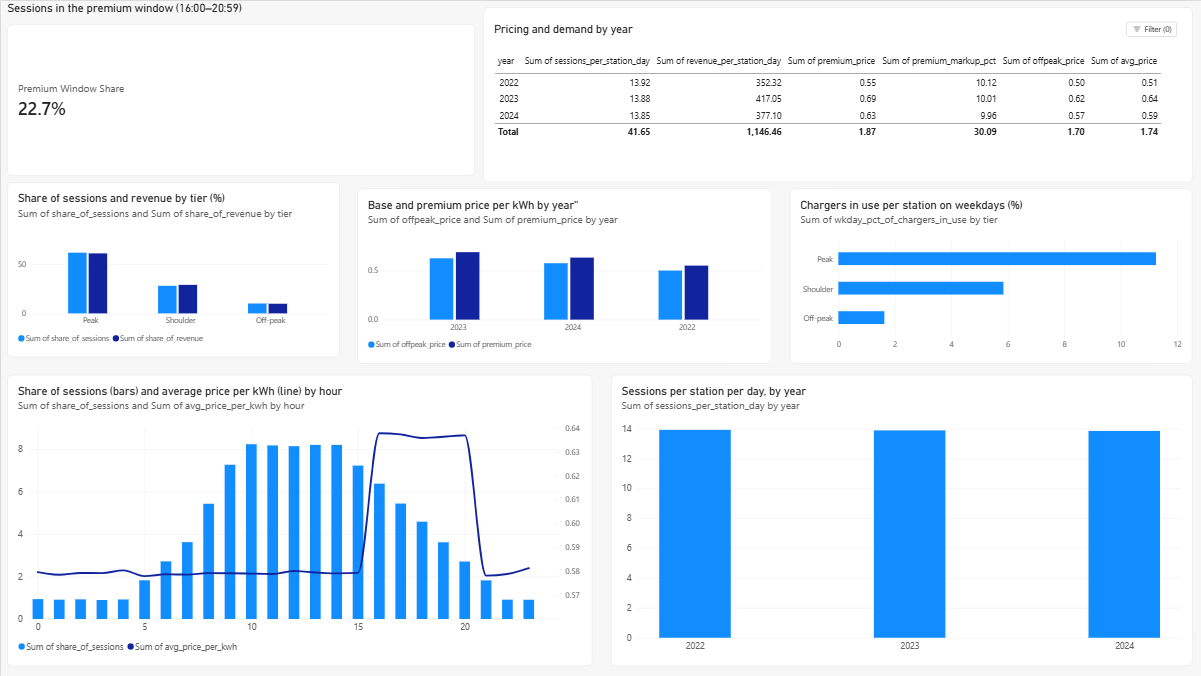 Sessions in the premium window (16:00–20:59)
Premium Window Share
22.7%
Pricing and demand by year
Filter (0)
year Sum of sessions_per_station_day Sum of revenue_per_station_day Sum of premium_price Sum of premium_markup_pct Sum of offpeak_price Sum of avg_price
2022 13.92 352.32 0.55 10.12 0.50 0.51
2023 13.88 417.05 0.69 10.01 0.62 0.64
2024 13.85 377.10 0.63 9.96 0.57 0.59
Total 41.65 1,146.46 1.87 30.09 1.70 1.74
Share of sessions and revenue by tier (%)
Sum of share_of_sessions and Sum of share_of_revenue by tier
50
0
Peak Shoulder Off-peak
Sum of share_of_sessions Sum of share_of_revenue
Base and premium price per kWh by year"
Sum of offpeak_price and Sum of premium_price by year
0.5
0.0
2023 2024 2022
Sum of offpeak_price Sum of premium_price
Chargers in use per station on weekdays (%)
Sum of wkday_pct_of_chargers_in_use by tier
Peak
Shoulder
Off-peak
0 2 4 6 8 10 12
Share of sessions (bars) and average price per kWh (line) by hour
Sum of share_of_sessions and Sum of avg_price_per_kwh by hour
8
6
4
2
0
0.64
0.63
0.62
0.61
0.60
0.59
0.58
0.57
0 5 10 15 20
Sum of share_of_sessions Sum of avg_price_per_kwh
Sessions per station per day, by year
Sum of sessions_per_station_day by year
14
12
10
8
6
4
2
0
2022 2023 2024